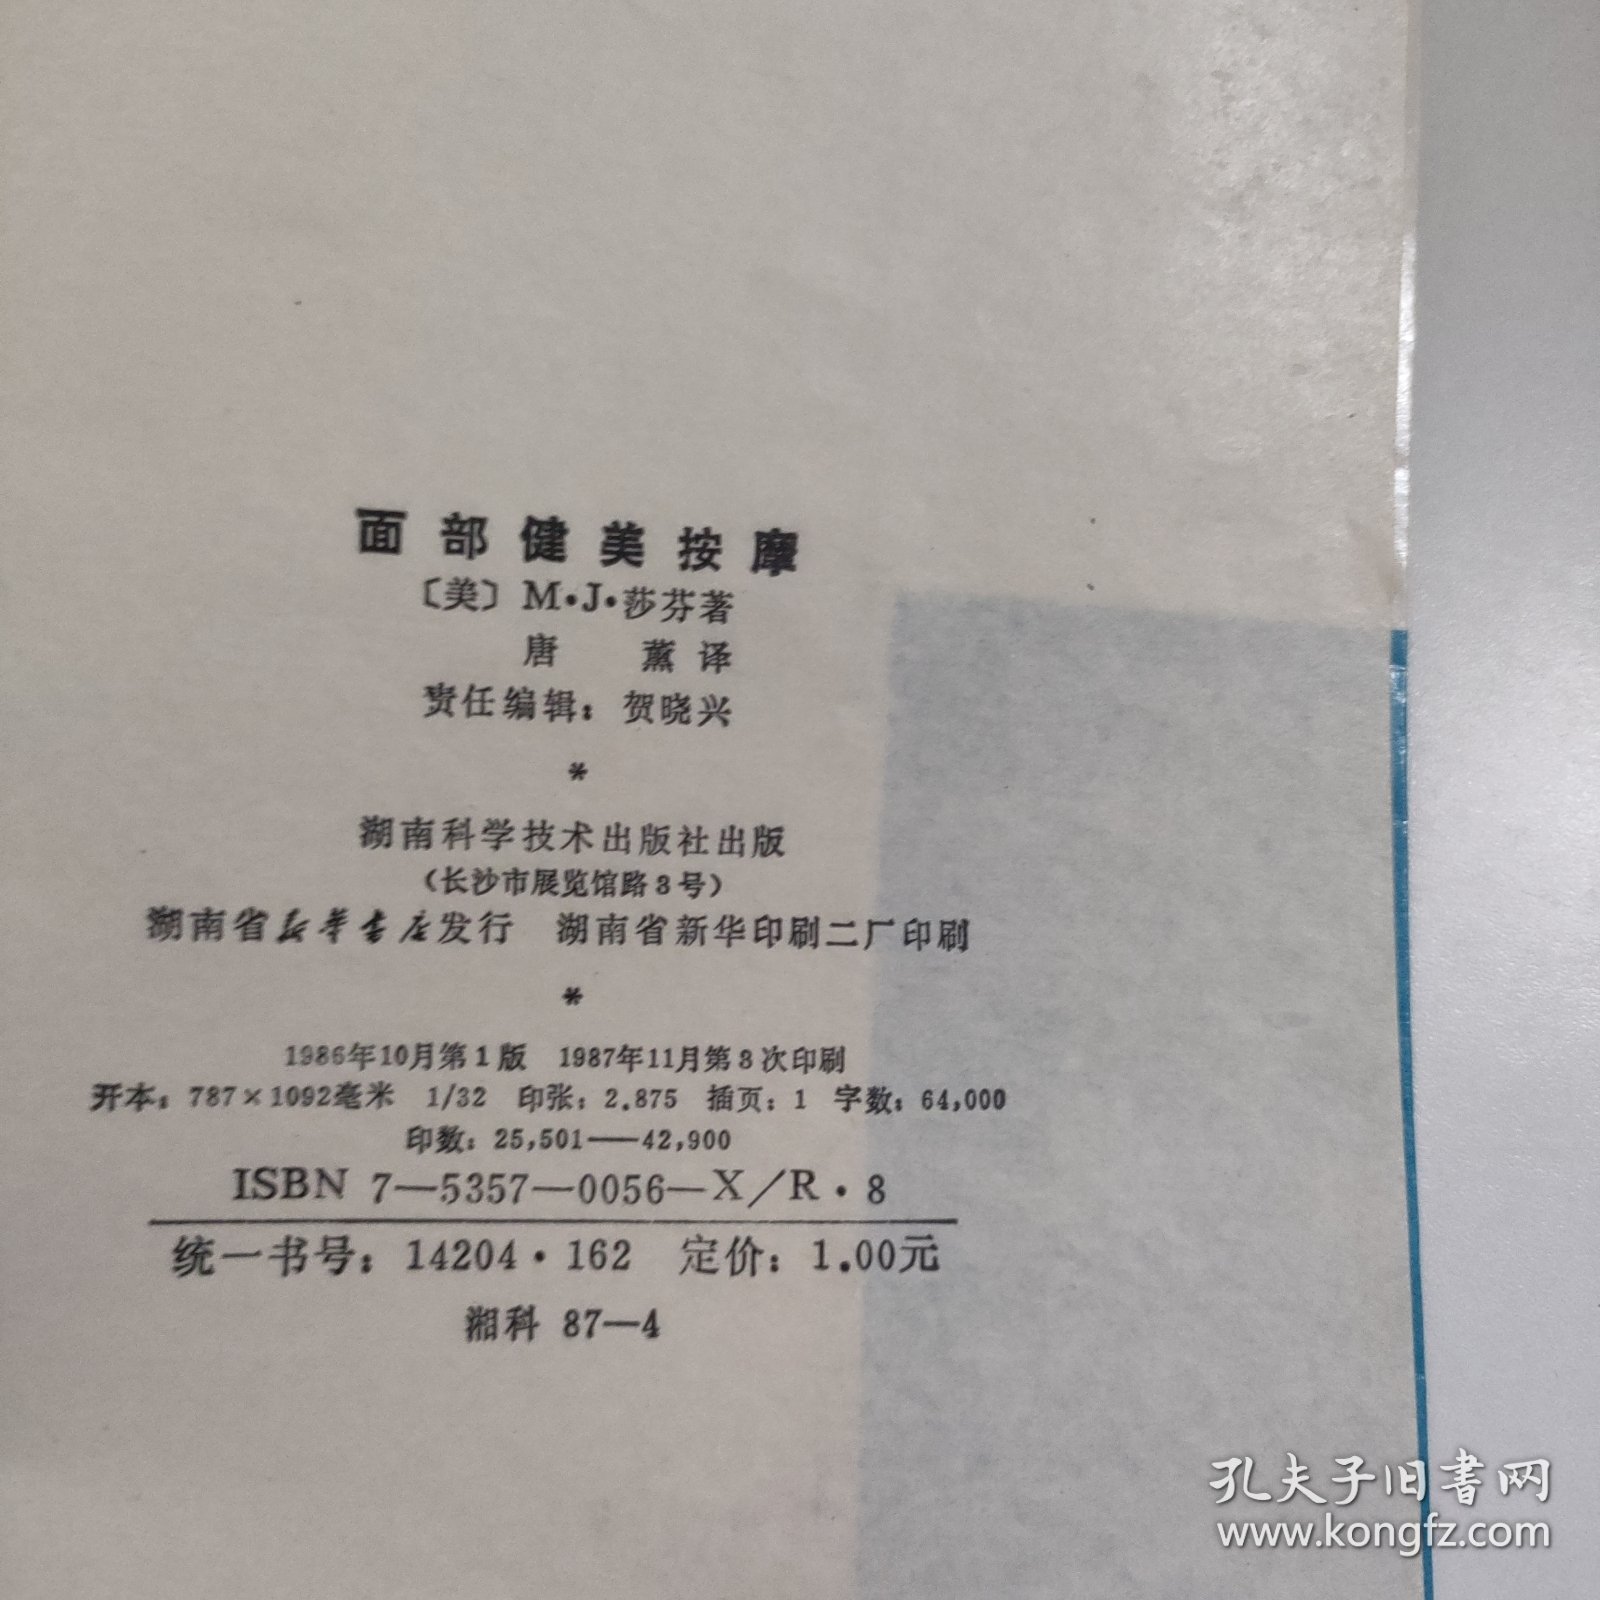 面部健美按摩
〔美〕M·J·莎芬著
唐 薰译
责任编辑：贺晓兴
*
湖南科学技术出版社出版
（长沙市展览馆路3号）
湖南省新华书店发行 湖南省新华印刷二厂印刷
*
1986年10月第1版 1987年11月第3次印刷
开本：787×1092毫米 1/32 印张：2.875 插页：1 字数：64,000
印数：25,501——42,900
ISBN 7—5357—0056—X/R·8
统一书号：14204·162 定价：1.00元
湘科 87—4
孔夫子旧书网
www.kongfz.com